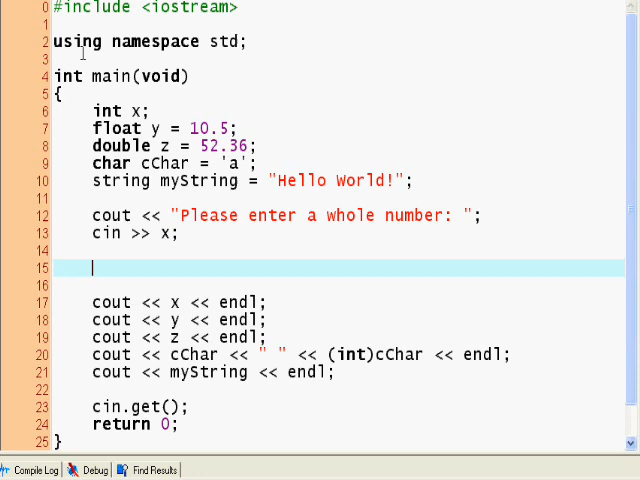 0 #include <iostream>
1
2 using namespace std;
3
4 int main(void)
5 {
6     int x;
7     float y = 10.5;
8     double z = 52.36;
9     char cChar = 'a';
10     string myString = "Hello World!";
11
12     cout << "Please enter a whole number: ";
13     cin >> x;
14
15
16
17     cout << x << endl;
18     cout << y << endl;
19     cout << z << endl;
20     cout << cChar << " " << (int)cChar << endl;
21     cout << myString << endl;
22
23     cin.get();
24     return 0;
25 }
Compile Log Debug Find Results